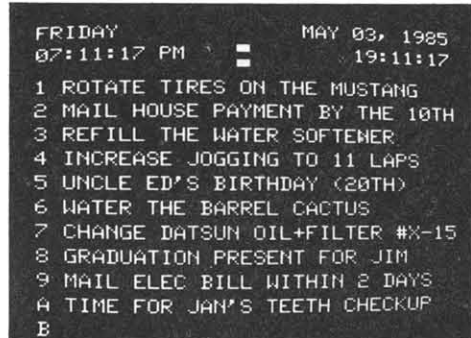 FRIDAY MAY 03, 1985
07:11:17 PM 19:11:17
1 ROTATE TIRES ON THE MUSTANG
2 MAIL HOUSE PAYMENT BY THE 10TH
3 REFILL THE WATER SOFTENER
4 INCREASE JOGGING TO 11 LAPS
5 UNCLE ED'S BIRTHDAY (20TH)
6 WATER THE BARREL CACTUS
7 CHANGE DATSUN OIL+FILTER #X-15
8 GRADUATION PRESENT FOR JIM
9 MAIL ELEC BILL WITHIN 2 DAYS
A TIME FOR JAN'S TEETH CHECKUP
B